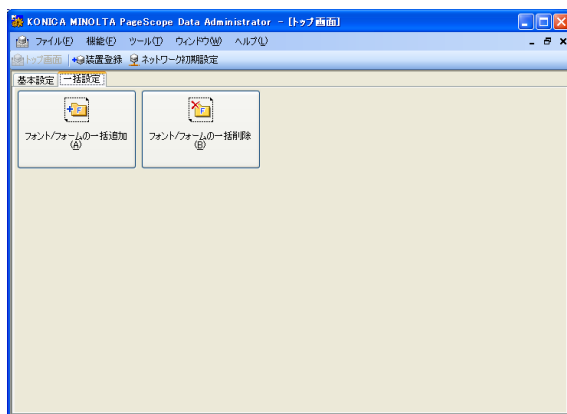 KONICA MINOLTA PageScope Data Administrator - [トップ画面]
ファイル(F) 機能(F) ツール(T) ウィンドウ(W) ヘルプ(L)
トップ画面 装置登録 ネットワーク初期設定
基本設定 一括設定
フォント/フォームの一括追加
(A)
フォント/フォームの一括削除
(B)